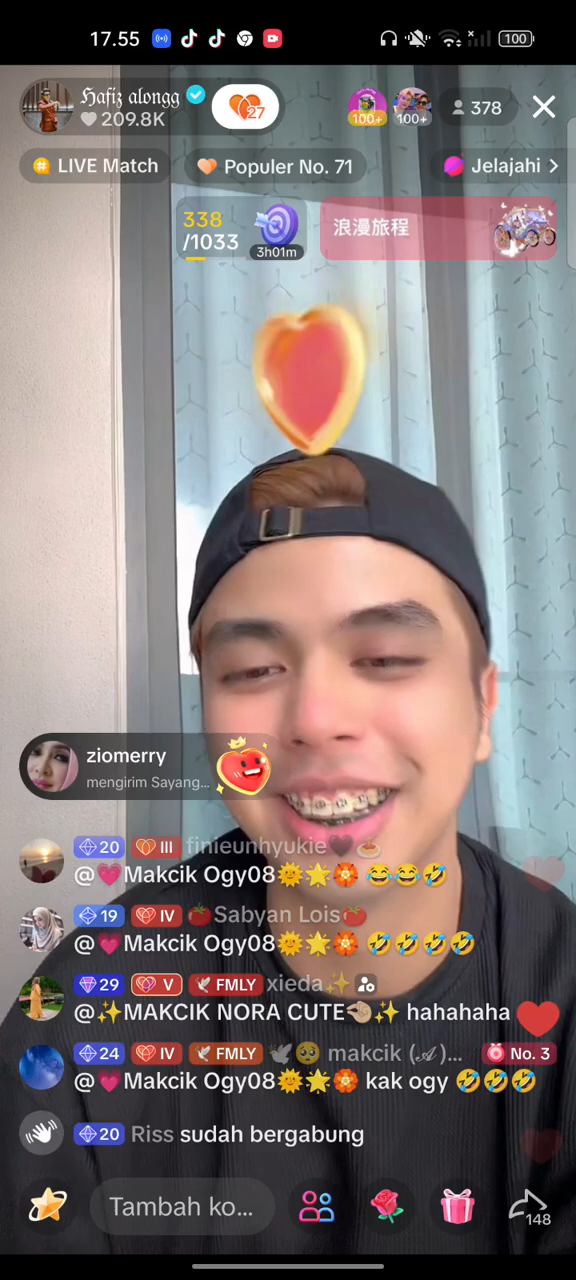 17.55
100
ℌ𝔞𝔣𝔦𝔷 𝔞𝔩𝔬𝔫𝔤𝔤
209.8K
27
100+
100+
378
LIVE Match
Populer No. 71
Jelajahi >
338
/1033
3h01m
浪漫旅程
ziomerry
mengirim Sayang...
20 III finieunhyukie🖤☕
@💗Makcik Ogy08🌞🌟🏵️ 😂😂🤣
19 IV 🍅Sabyan Lois🍅
@💗Makcik Ogy08🌞🌟🏵️ 🤣🤣🤣🤣
29 V FMLY xieda✨
@✨MAKCIK NORA CUTE🤏🏼✨ hahahaha
24 IV FMLY 🕊️🥺 makcik (𝒜)... No. 3
@💗Makcik Ogy08🌞🌟🏵️ kak ogy 🤣🤣🤣
20 Riss sudah bergabung
Tambah ko...
148